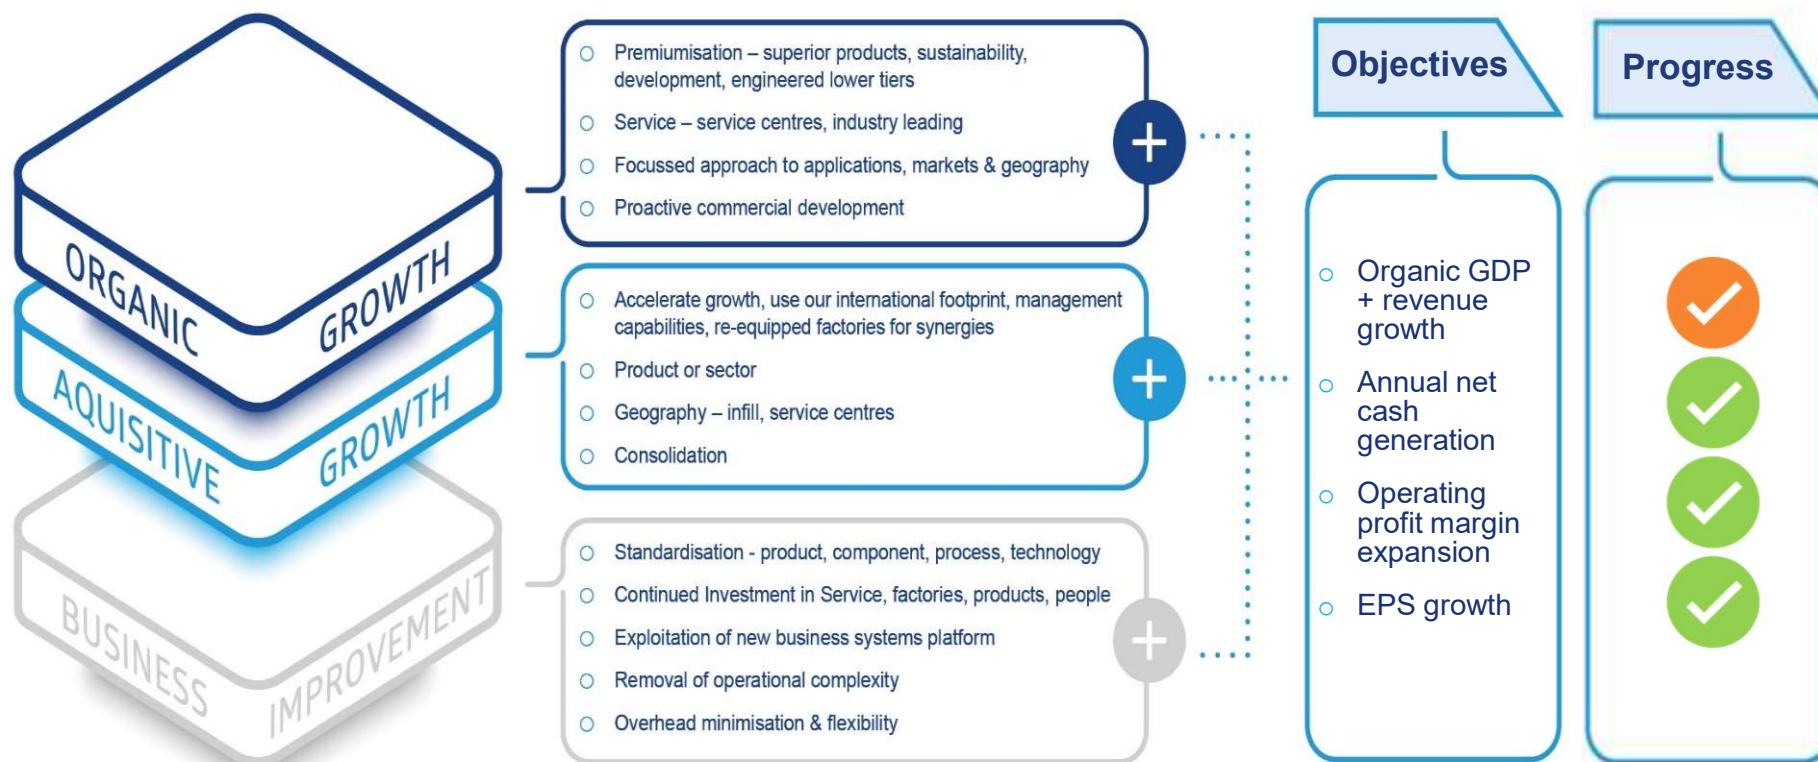 ORGANIC GROWTH
AQUISITIVE GROWTH
BUSINESS IMPROVEMENT
Premiumisation – superior products, sustainability,
development, engineered lower tiers
Service – service centres, industry leading
Focussed approach to applications, markets & geography
Proactive commercial development
+
Accelerate growth, use our international footprint, management
capabilities, re-equipped factories for synergies
Product or sector
Geography – infill, service centres
Consolidation
+
Standardisation - product, component, process, technology
Continued Investment in Service, factories, products, people
Exploitation of new business systems platform
Removal of operational complexity
Overhead minimisation & flexibility
+
Objectives
Organic GDP
+ revenue
growth
Annual net
cash
generation
Operating
profit margin
expansion
EPS growth
Progress